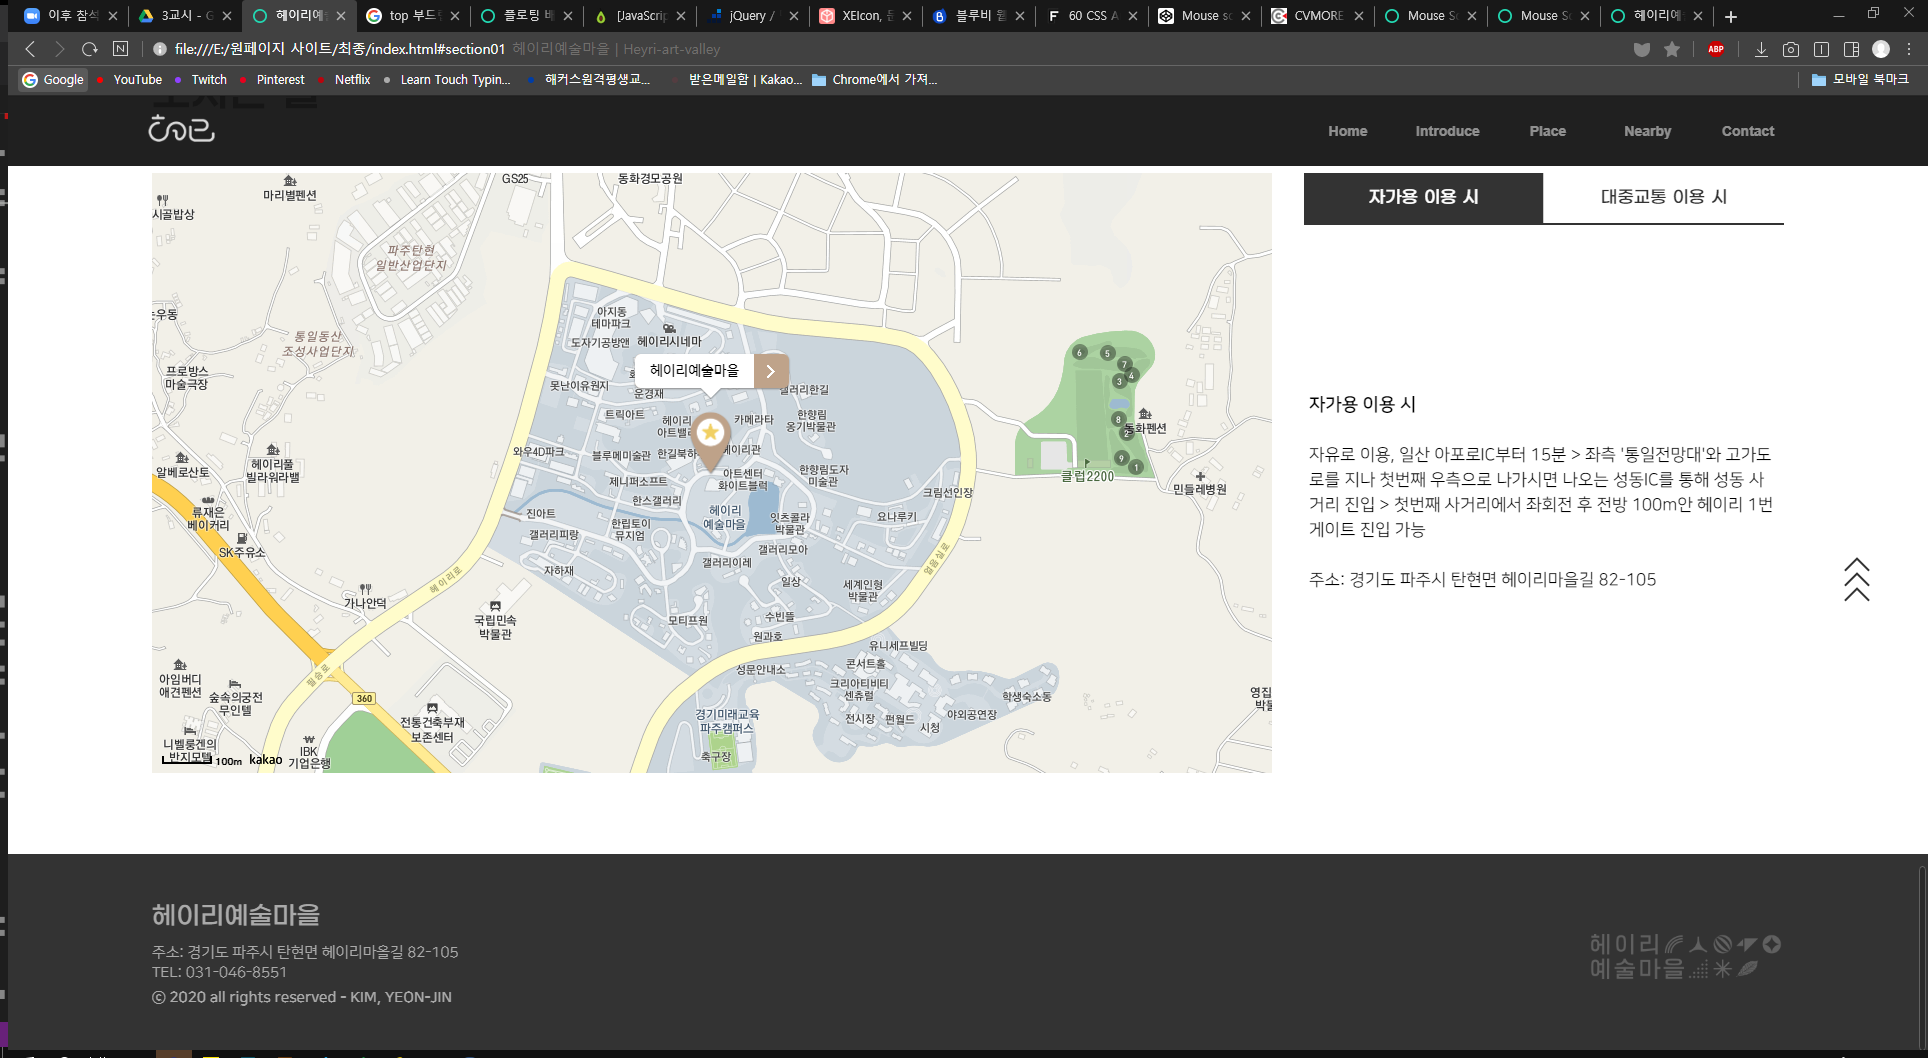 이후 참석
3교시 - G
헤이리예
top 부드
플로팅 배
[JavaScrip
jQuery /
XEIcon, 폰
블루비 웹
60 CSS A
Mouse sc
CVMORE
Mouse Sc
Mouse Sc
헤이리예
file:///E:/원페이지 사이트/최종/index.html#section01 헤이리예술마을 | Heyri-art-valley
ABP
Google
YouTube
Twitch
Pinterest
Netflix
Learn Touch Typin...
해커스원격평생교...
받은메일함 | Kakao...
Chrome에서 가져...
모바일 북마크
Home
Introduce
Place
Nearby
Contact
시골밥상
마리별펜션
GS25
동화경모공원
파주탄현
일반산업단지
통일동산
조성사업단지
프로방스
마술극장
아지동
테마파크
도자기공방앤
헤이리시네마
헤이리예술마을
못난이유원지
운경재
갤러리한길
트릭아트
카메라타
한향림
옹기박물관
와우4D파크
블루메미술관
한길북하
아트센터
화이트블럭
한향림도자
미술관
제니퍼소프트
크림선인장
한스갤러리
헤이리
예술마을
잇츠콜라
박물관
요나루키
진아트
갤러리피랑
한립토이
뮤지엄
갤러리모아
갤러리이레
자하재
일상
세계인형
박물관
헤이리로
얼음실로
가나안덕
국립민속
박물관
모티프원
수빈뜰
원과호
유니세프빌딩
성문안내소
콘서트홀
크리아티비티
센츄럴
학생숙소동
전시장
펀월드
시청
야외공연장
경기미래교육
파주캠퍼스
축구장
알베로산토
헤이리풀
빌라워라밸
류재은
베이커리
SK주유소
아임버디
애견펜션
숲속의궁전
무인텔
필승로
360
전통건축부재
보존센터
니벨룽겐의
반지모텔
100m
kakao
IBK
기업은행
6
5
7
4
3
8
2
9
1
동화펜션
클럽2200
민들레병원
영집
박물
자가용 이용 시
대중교통 이용 시
자가용 이용 시
자유로 이용, 일산 아포로IC부터 15분 > 좌측 '통일전망대'와 고가도
로를 지나 첫번째 우측으로 나가시면 나오는 성동IC를 통해 성동 사
거리 진입 > 첫번째 사거리에서 좌회전 후 전방 100m안 헤이리 1번
게이트 진입 가능
주소: 경기도 파주시 탄현면 헤이리마을길 82-105
헤이리예술마을
주소: 경기도 파주시 탄현면 헤이리마을길 82-105
TEL: 031-046-8551
ⓒ 2020 all rights reserved - KIM, YEON-JIN
헤이리
예술마을